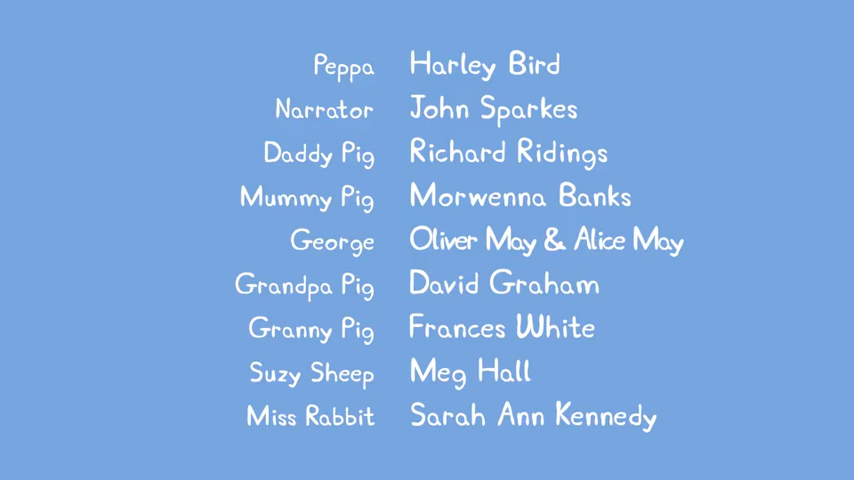 Peppa Harley Bird
Narrator John Sparkes
Daddy Pig Richard Ridings
Mummy Pig Morwenna Banks
George Oliver May & Alice May
Grandpa Pig David Graham
Granny Pig Frances White
Suzy Sheep Meg Hall
Miss Rabbit Sarah Ann Kennedy